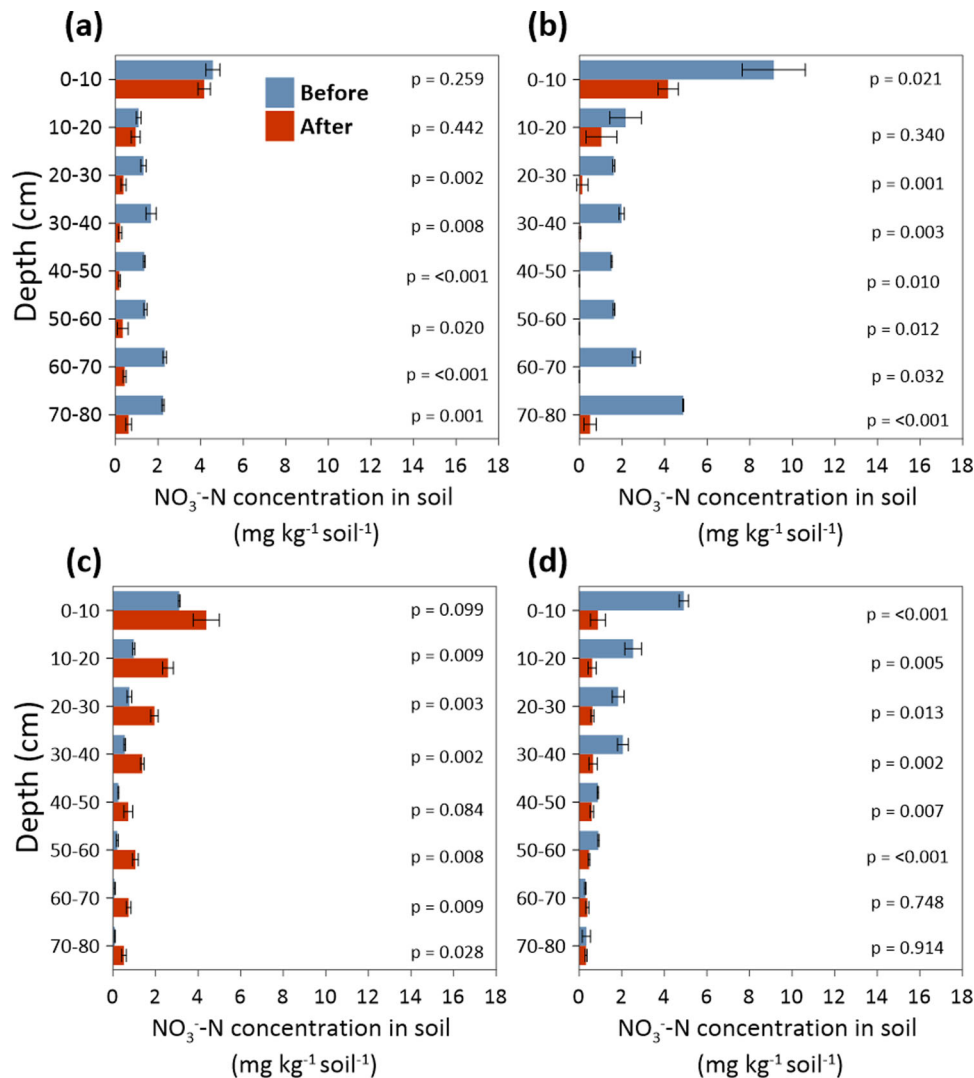 (a)
(b)
Depth (cm)
0-10
10-20
20-30
30-40
40-50
50-60
60-70
70-80
Before
After
p = 0.259
p = 0.442
p = 0.002
p = 0.008
p = <0.001
p = 0.020
p = <0.001
p = 0.001
0 2 4 6 8 10 12 14 16 18
NO₃⁻-N concentration in soil
(mg kg⁻¹ soil⁻¹)
0-10
10-20
20-30
30-40
40-50
50-60
60-70
70-80
p = 0.021
p = 0.340
p = 0.001
p = 0.003
p = 0.010
p = 0.012
p = 0.032
p = <0.001
0 2 4 6 8 10 12 14 16 18
NO₃⁻-N concentration in soil
(mg kg⁻¹ soil⁻¹)
(c)
(d)
Depth (cm)
0-10
10-20
20-30
30-40
40-50
50-60
60-70
70-80
p = 0.099
p = 0.009
p = 0.003
p = 0.002
p = 0.084
p = 0.008
p = 0.009
p = 0.028
0 2 4 6 8 10 12 14 16 18
NO₃⁻-N concentration in soil
(mg kg⁻¹ soil⁻¹)
0-10
10-20
20-30
30-40
40-50
50-60
60-70
70-80
p = <0.001
p = 0.005
p = 0.013
p = 0.002
p = 0.007
p = <0.001
p = 0.748
p = 0.914
0 2 4 6 8 10 12 14 16 18
NO₃⁻-N concentration in soil
(mg kg⁻¹ soil⁻¹)